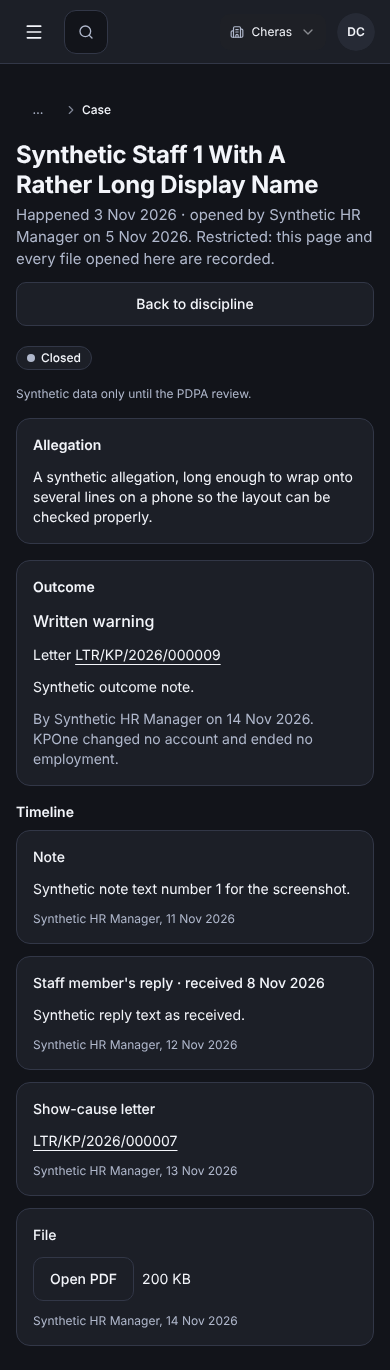 Cheras
DC
... > Case
Synthetic Staff 1 With A
Rather Long Display Name
Happened 3 Nov 2026 · opened by Synthetic HR
Manager on 5 Nov 2026. Restricted: this page and
every file opened here are recorded.
Back to discipline
Closed
Synthetic data only until the PDPA review.
Allegation
A synthetic allegation, long enough to wrap onto
several lines on a phone so the layout can be
checked properly.
Outcome
Written warning
Letter LTR/KP/2026/000009
Synthetic outcome note.
By Synthetic HR Manager on 14 Nov 2026.
KPOne changed no account and ended no
employment.
Timeline
Note
Synthetic note text number 1 for the screenshot.
Synthetic HR Manager, 11 Nov 2026
Staff member's reply · received 8 Nov 2026
Synthetic reply text as received.
Synthetic HR Manager, 12 Nov 2026
Show-cause letter
LTR/KP/2026/000007
Synthetic HR Manager, 13 Nov 2026
File
Open PDF 200 KB
Synthetic HR Manager, 14 Nov 2026